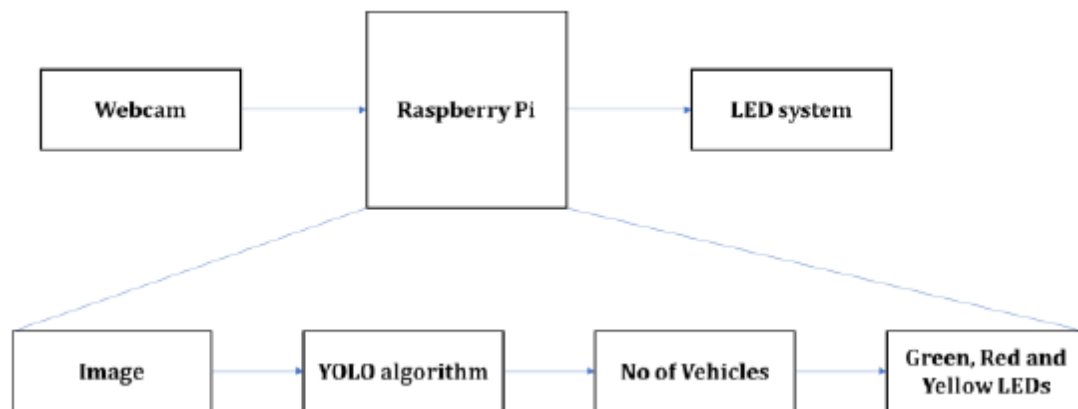 Webcam
Raspberry Pi
LED system
Image
YOLO algorithm
No of Vehicles
Green, Red and
Yellow LEDs